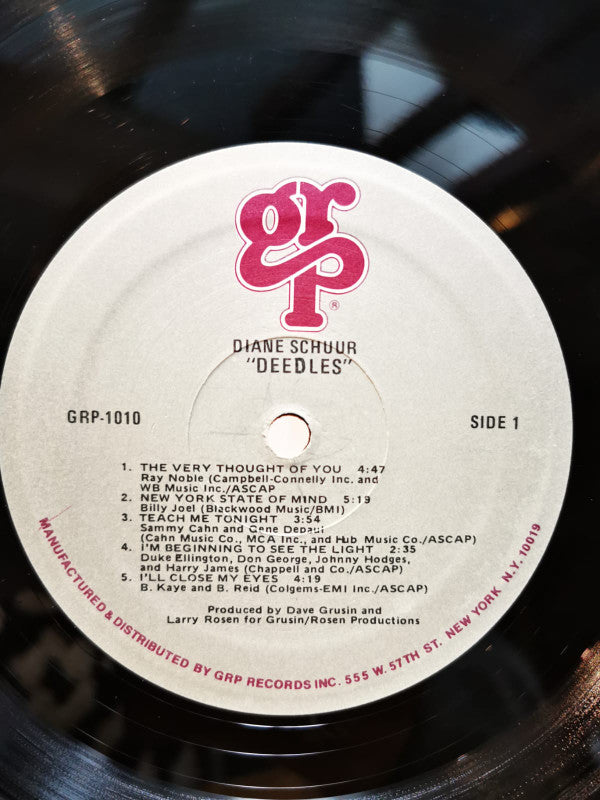 grp®
DIANE SCHUUR
"DEEDLES"
GRP-1010
SIDE 1
1. THE VERY THOUGHT OF YOU 4:47
Ray Noble (Campbell-Connelly Inc. and
WB Music Inc./ASCAP
2. NEW YORK STATE OF MIND 5:19
Billy Joel (Blackwood Music/BMI)
3. TEACH ME TONIGHT 3:54
Sammy Cahn and Gene Depaul
(Cahn Music Co., MCA Inc., and Hub Music Co./ASCAP)
4. I'M BEGINNING TO SEE THE LIGHT 2:35
Duke Ellington, Don George, Johnny Hodges,
and Harry James (Chappell and Co./ASCAP)
5. I'LL CLOSE MY EYES 4:19
B. Kaye and B. Reid (Colgems-EMI Inc./ASCAP)
Produced by Dave Grusin and
Larry Rosen for Grusin/Rosen Productions
MANUFACTURED & DISTRIBUTED BY GRP RECORDS INC. 555 W. 57TH ST. NEW YORK N.Y. 10019